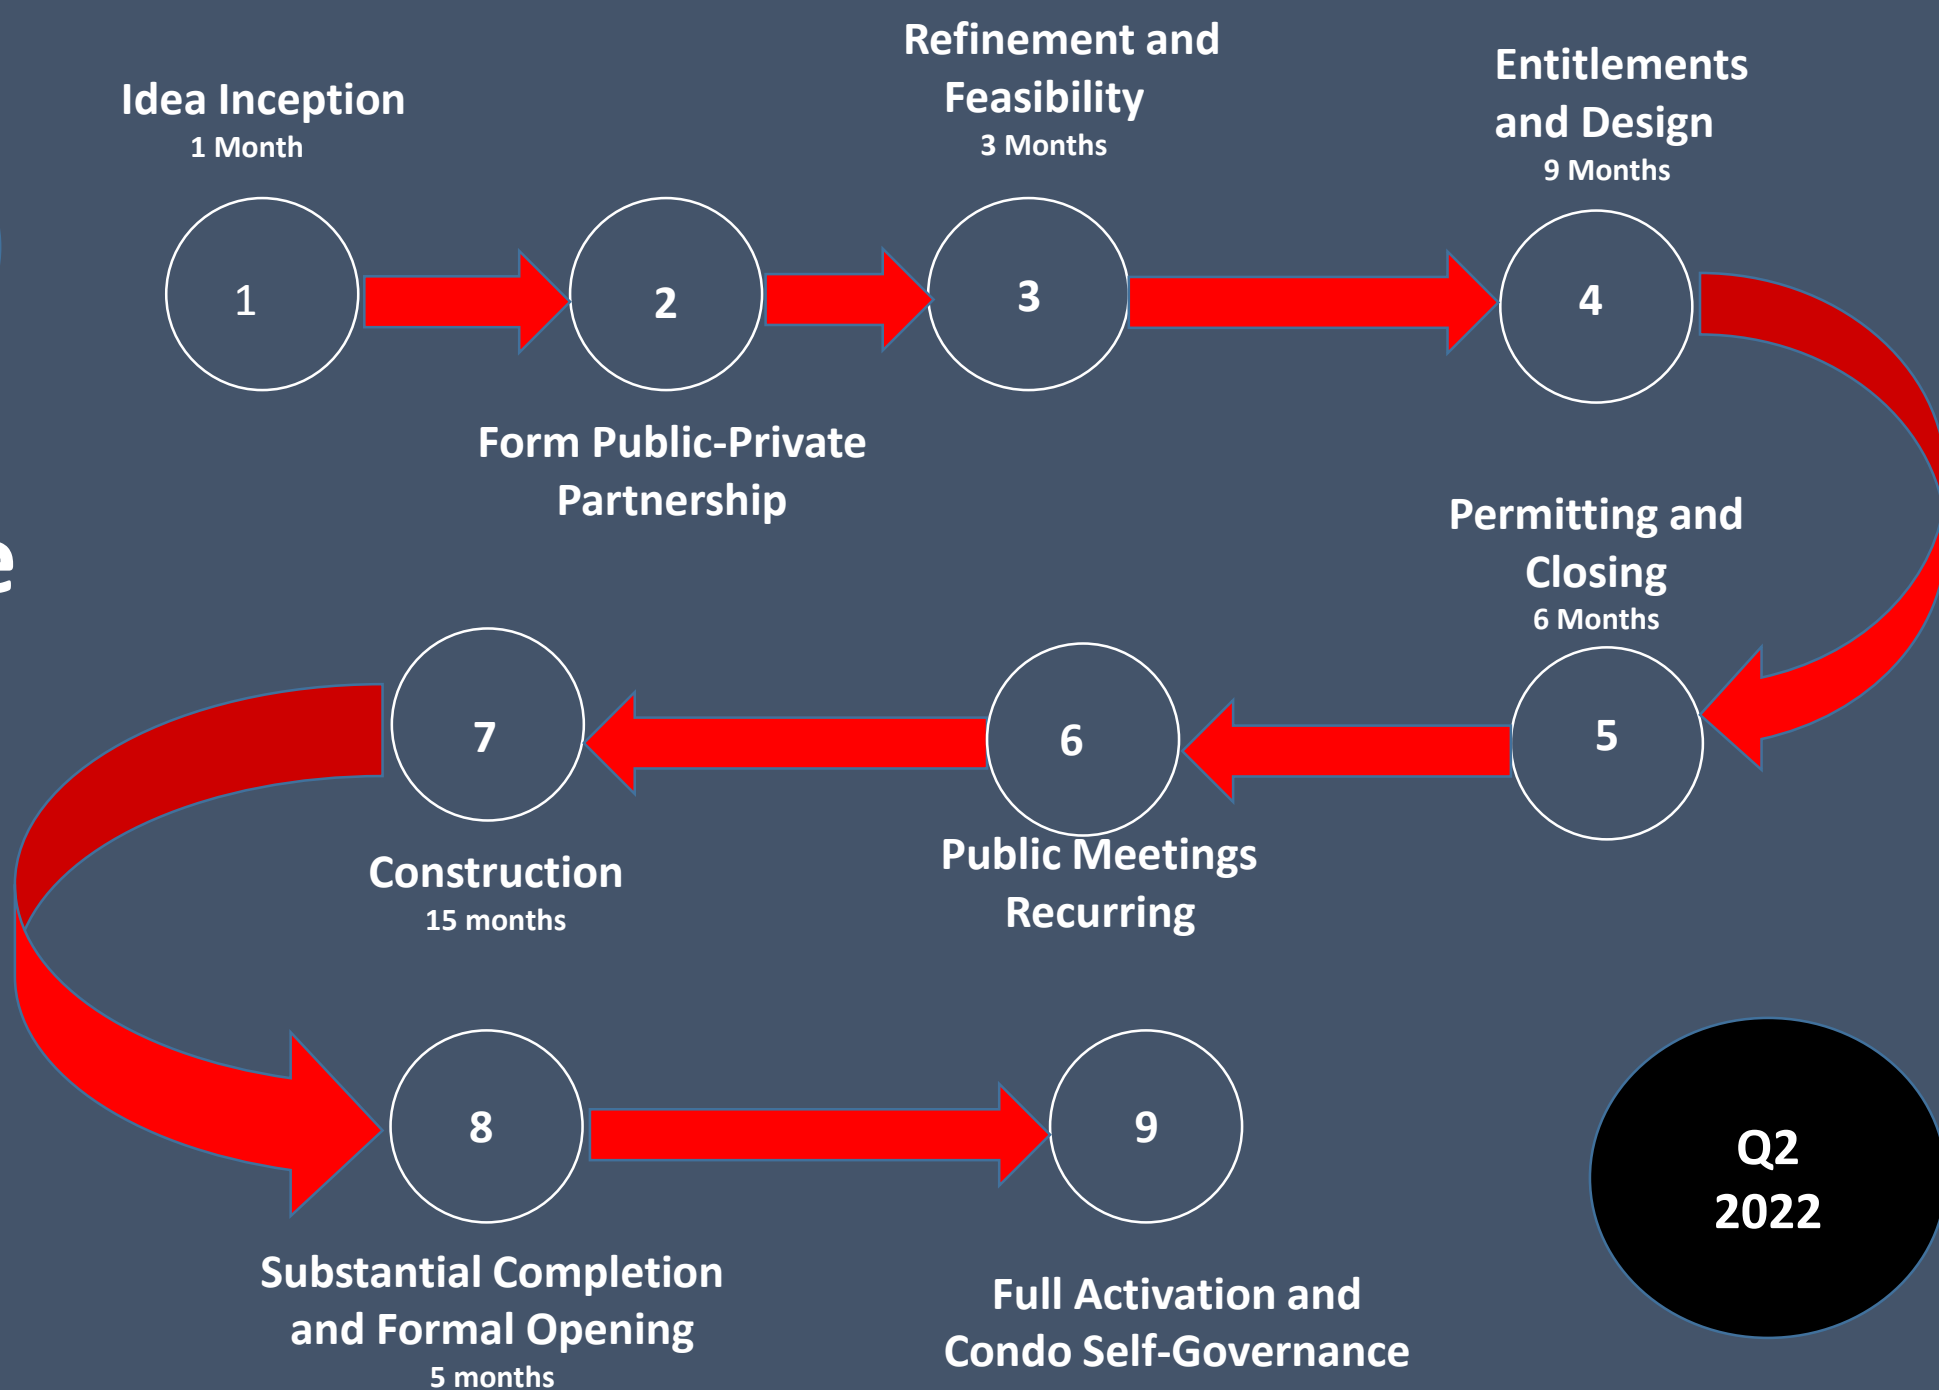 Idea Inception
1 Month
Refinement and
Feasibility
3 Months
Entitlements
and Design
9 Months
1
2
3
4
Form Public-Private
Partnership
Permitting and
Closing
6 Months
e
7
6
5
Construction
15 months
Public Meetings
Recurring
8
9
Q2
2022
Substantial Completion
and Formal Opening
5 months
Full Activation and
Condo Self-Governance